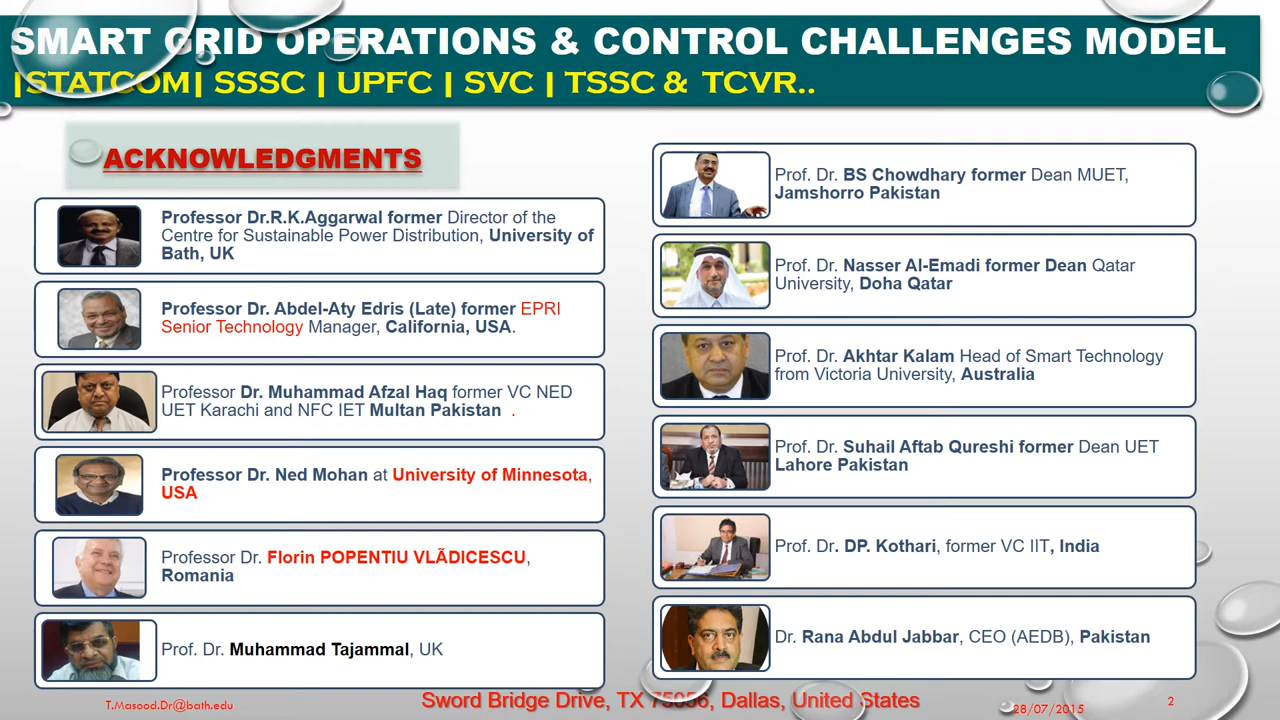 SMART GRID OPERATIONS & CONTROL CHALLENGES MODEL
|STATCOM| SSSC | UPFC | SVC | TSSC & TCVR..
ACKNOWLEDGMENTS
Professor Dr.R.K.Aggarwal former Director of the
Centre for Sustainable Power Distribution, University of
Bath, UK
Professor Dr. Abdel-Aty Edris (Late) former EPRI
Senior Technology Manager, California, USA.
Professor Dr. Muhammad Afzal Haq former VC NED
UET Karachi and NFC IET Multan Pakistan .
Professor Dr. Ned Mohan at University of Minnesota,
USA
Professor Dr. Florin POPENTIU VLÃDICESCU,
Romania
Prof. Dr. Muhammad Tajammal, UK
Prof. Dr. BS Chowdhary former Dean MUET,
Jamshorro Pakistan
Prof. Dr. Nasser Al-Emadi former Dean Qatar
University, Doha Qatar
Prof. Dr. Akhtar Kalam Head of Smart Technology
from Victoria University, Australia
Prof. Dr. Suhail Aftab Qureshi former Dean UET
Lahore Pakistan
Prof. Dr. DP. Kothari, former VC IIT, India
Dr. Rana Abdul Jabbar, CEO (AEDB), Pakistan
T.Masood.Dr@bath.edu
Sword Bridge Drive, TX 75056, Dallas, United States
28/07/2015
2